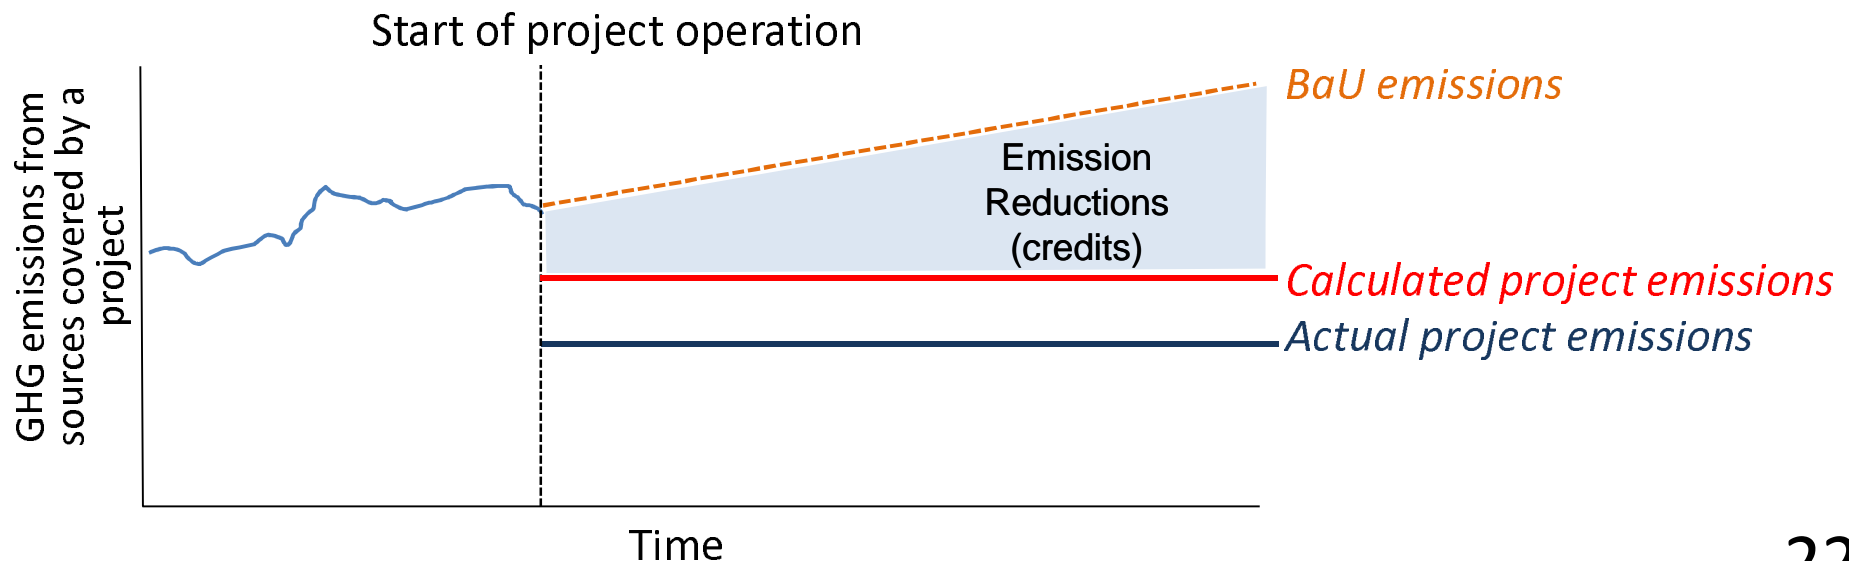 Start of project operation
GHG emissions from
sources covered by a
project
BaU emissions
Emission
Reductions
(credits)
Calculated project emissions
Actual project emissions
Time
22